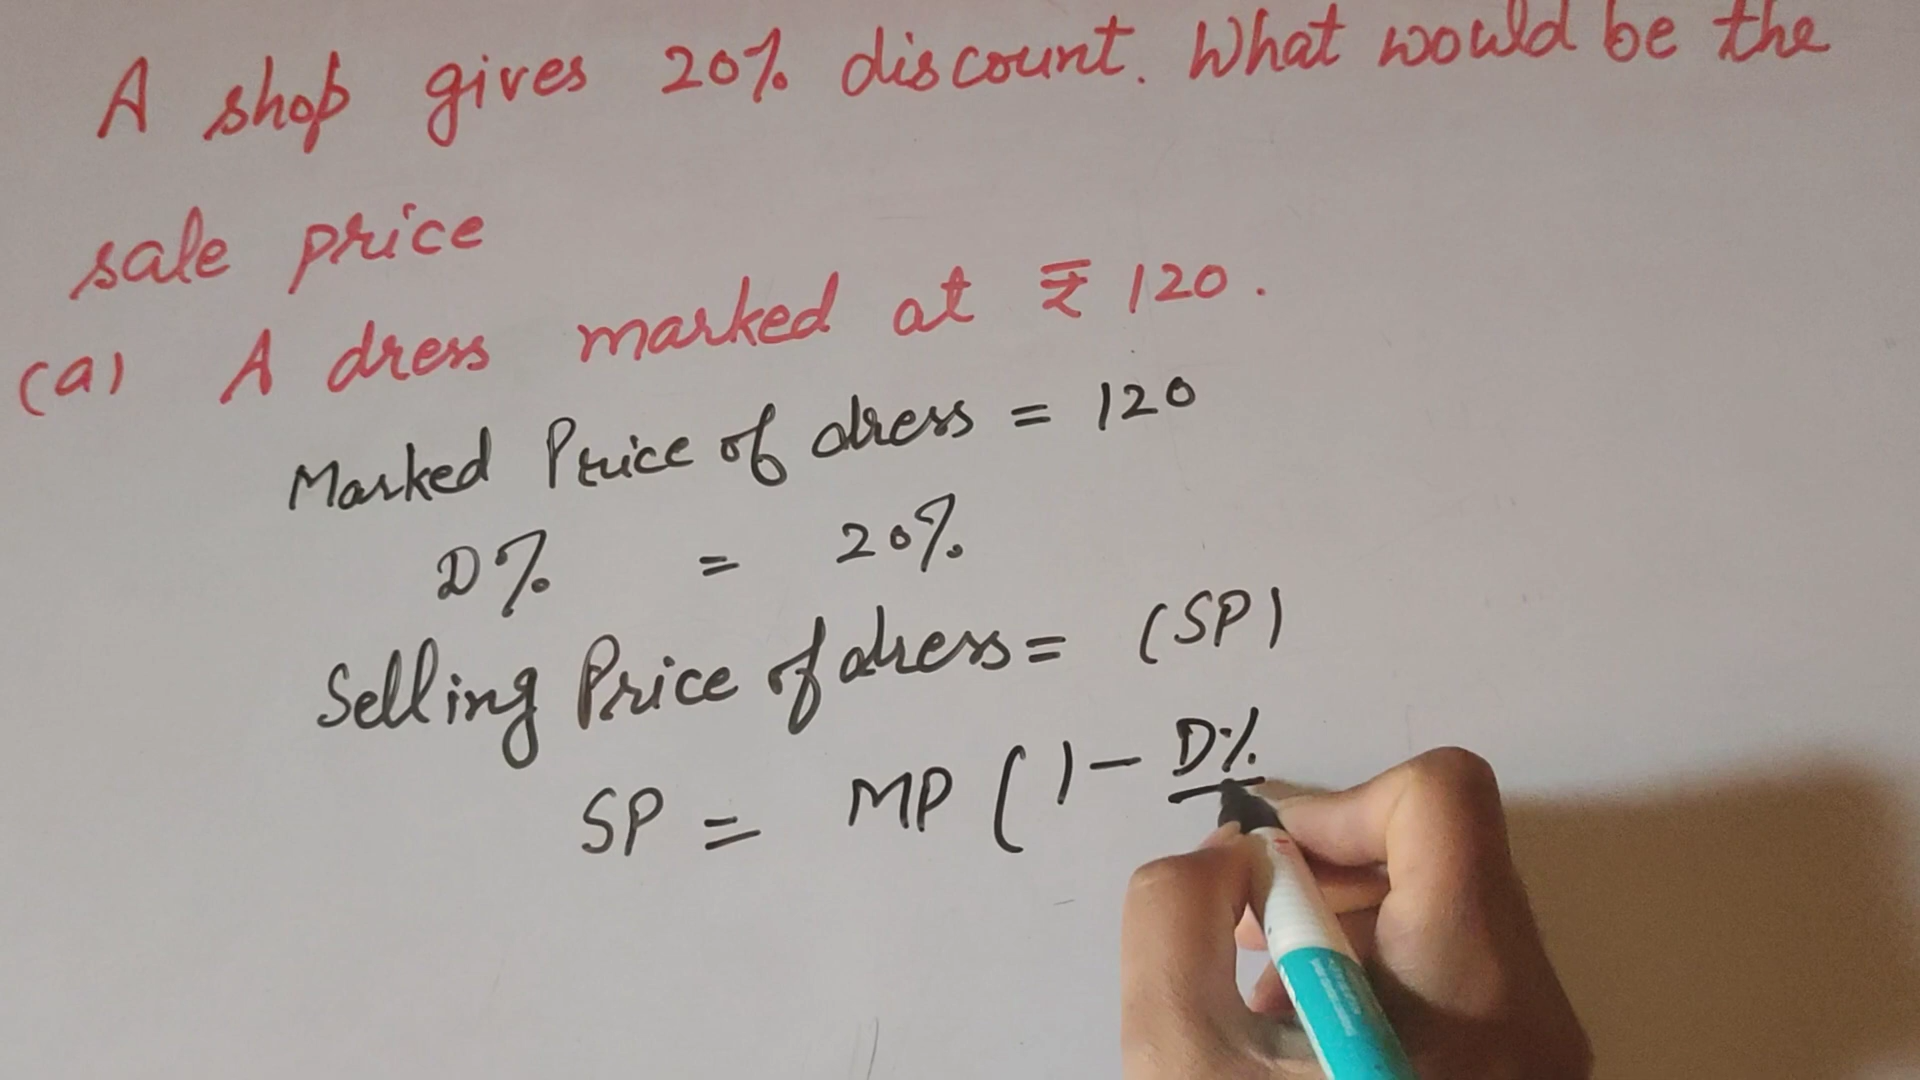 A shop gives 20% discount. What would be the
sale price
(a) A dress marked at ₹ 120.
Marked Price of dress = 120
D% = 20%
Selling Price of dress = (SP)
SP = MP (1 - D%